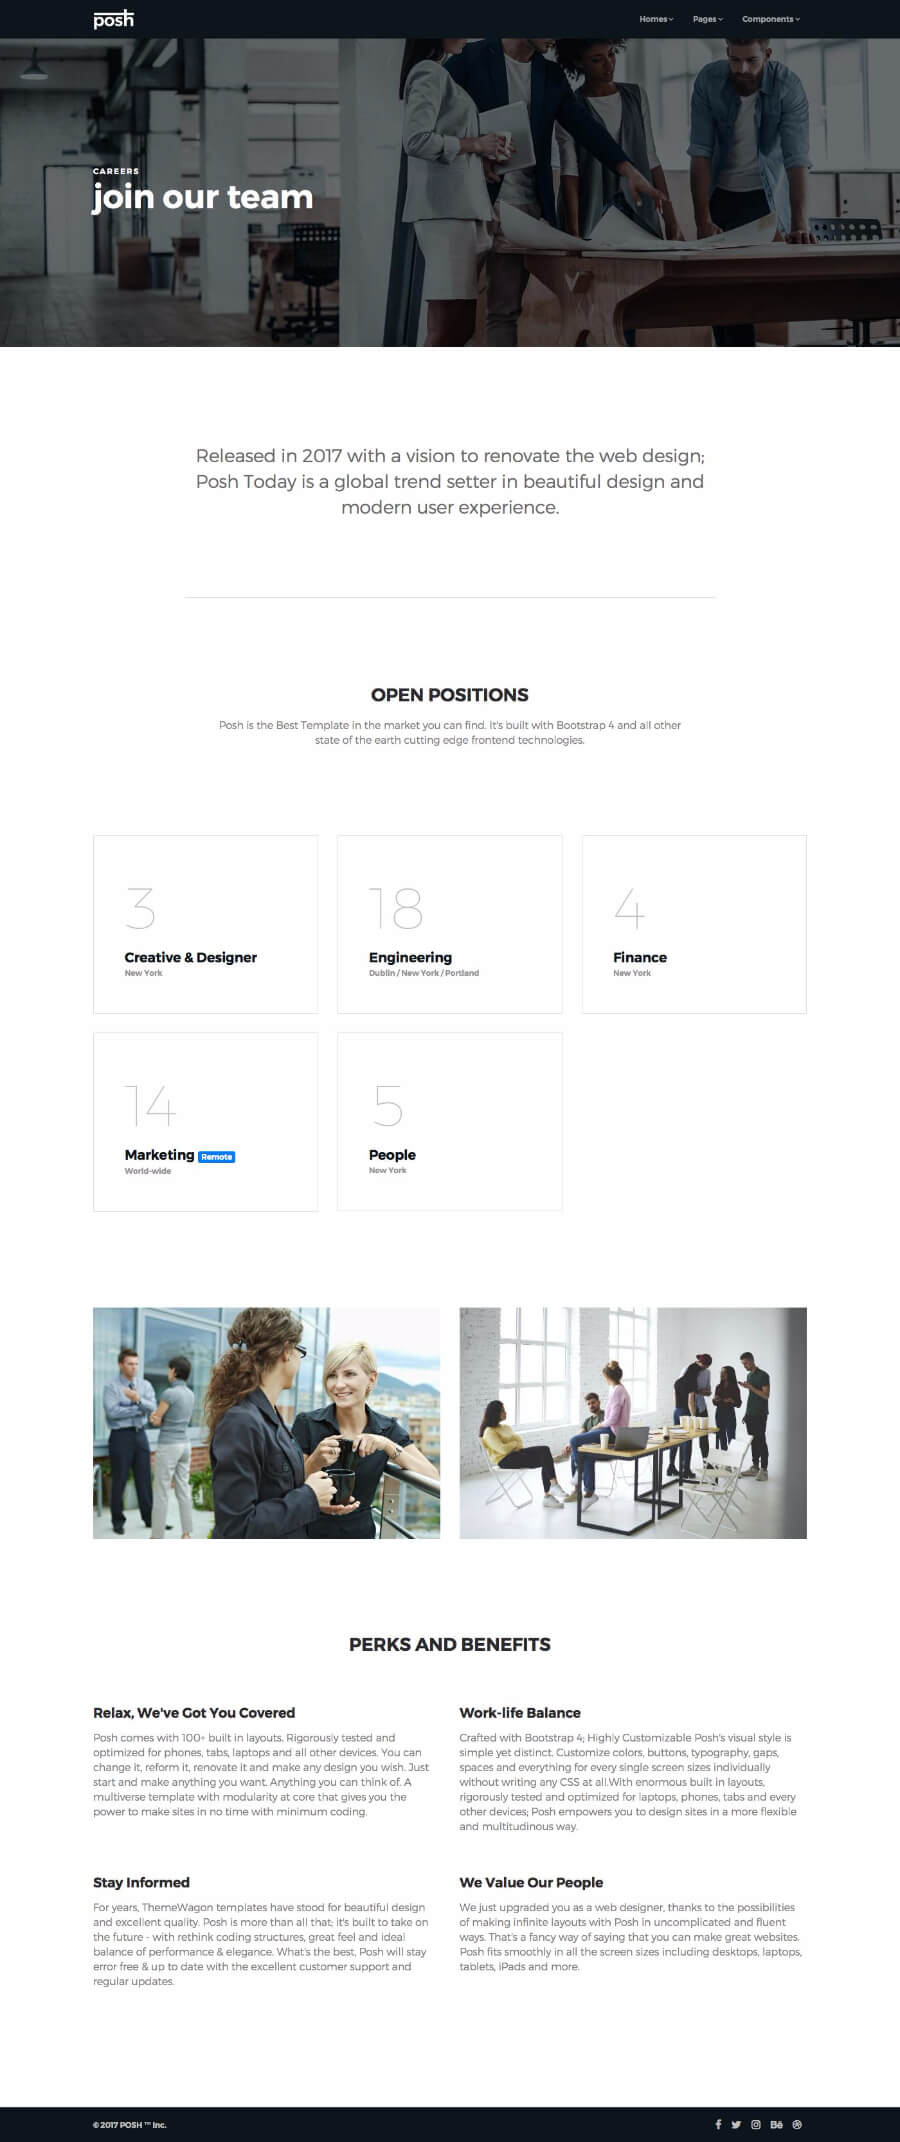 posh
Homes
Pages
Components
CAREERS
join our team
Released in 2017 with a vision to renovate the web design;
Posh Today is a global trend setter in beautiful design and
modern user experience.
OPEN POSITIONS
Posh is the Best Template in the market you can find. It's built with Bootstrap 4 and all other
state of the earth cutting edge frontend technologies.
3
Creative & Designer
New York
18
Engineering
Dublin / New York / Portland
4
Finance
New York
14
Marketing Remote
World-wide
5
People
New York
PERKS AND BENEFITS
Relax, We've Got You Covered
Posh comes with 100+ built in layouts. Rigorously tested and
optimized for phones, tabs, laptops and all other devices. You can
change it, reform it, renovate it and make any design you wish. Just
start and make anything you want. Anything you can think of. A
multiverse template with modularity at core that gives you the
power to make sites in no time with minimum coding.
Work-life Balance
Crafted with Bootstrap 4; Highly Customizable Posh's visual style is
simple yet distinct. Customize colors, buttons, typography, gaps,
spaces and everything for every single screen sizes individually
without writing any CSS at all.With enormous built in layouts,
rigorously tested and optimized for laptops, phones, tabs and every
other devices; Posh empowers you to design sites in a more flexible
and multitudinous way.
Stay Informed
For years, ThemeWagon templates have stood for beautiful design
and excellent quality. Posh is more than all that; it's built to take on
the future - with rethink coding structures, great feel and ideal
balance of performance & elegance. What's the best, Posh will stay
error free & up to date with the excellent customer support and
regular updates.
We Value Our People
We just upgraded you as a web designer, thanks to the possibilities
of making infinite layouts with Posh in uncomplicated and fluent
ways. That's a fancy way of saying that you can make great websites.
Posh fits smoothly in all the screen sizes including desktops, laptops,
tablets, iPads and more.
© 2017 POSH ™ Inc.